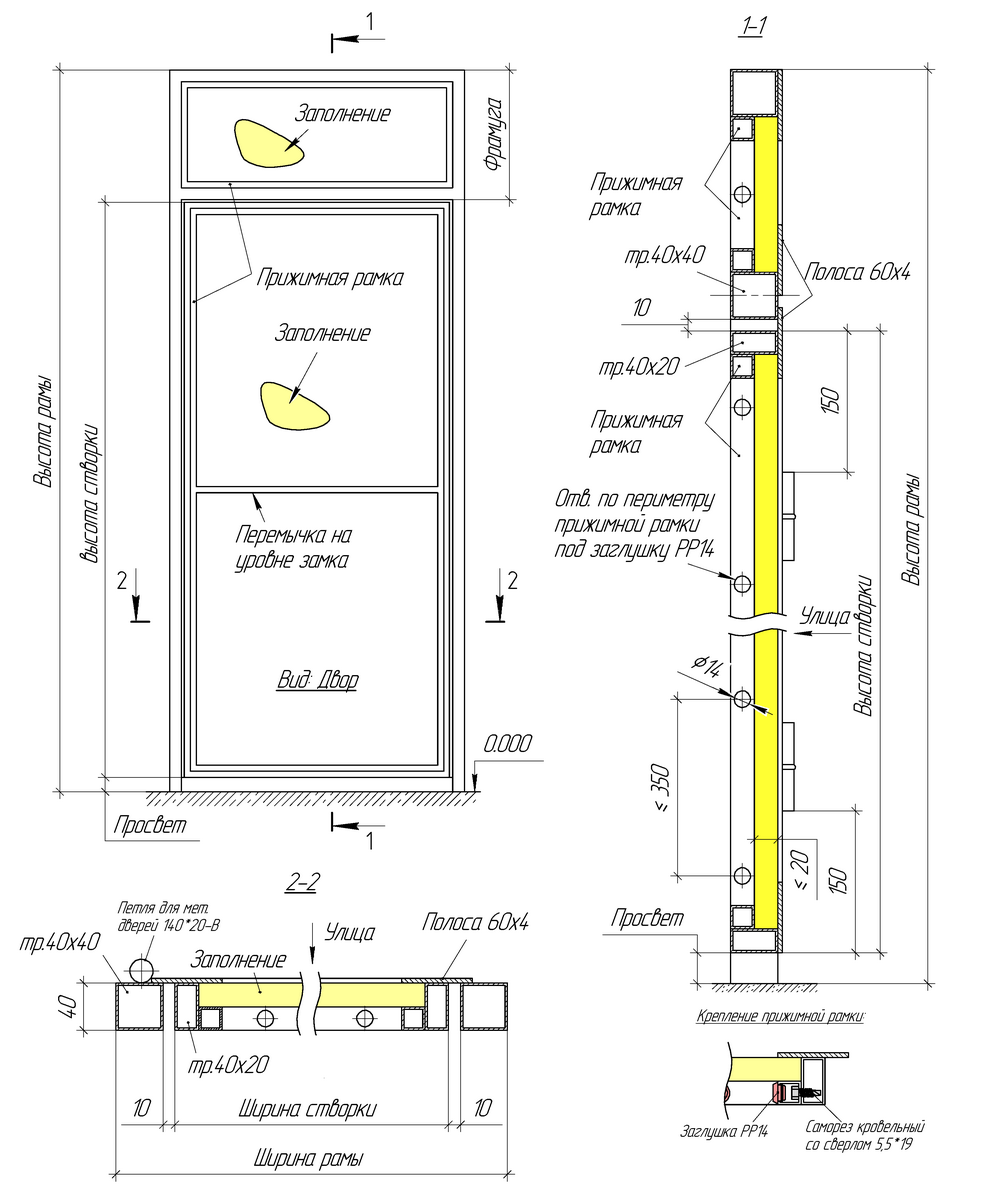 1
Заполнение
Фрамуга
Прижимная рамка
Заполнение
Высота рамы
высота створки
Перемычка на
уровне замка
2
2
Вид: Двор
0.000
Просвет
1
1-1
Прижимная
рамка
тр.40х40
Полоса 60х4
10
тр.40х20
150
Прижимная
рамка
Отв. по периметру
прижимной рамки
под заглушку РР14
Улица
Высота створки
Высота рамы
⌀14
≤ 350
≤ 20
150
Просвет
2-2
Петля для мет.
дверей 140*20-В
тр.40х40
Улица
Полоса 60х4
Заполнение
40
тр.40х20
10
Ширина створки
10
Ширина рамы
Крепление прижимной рамки:
Заглушка РР14
Саморез кровельный
со сверлом 5,5*19